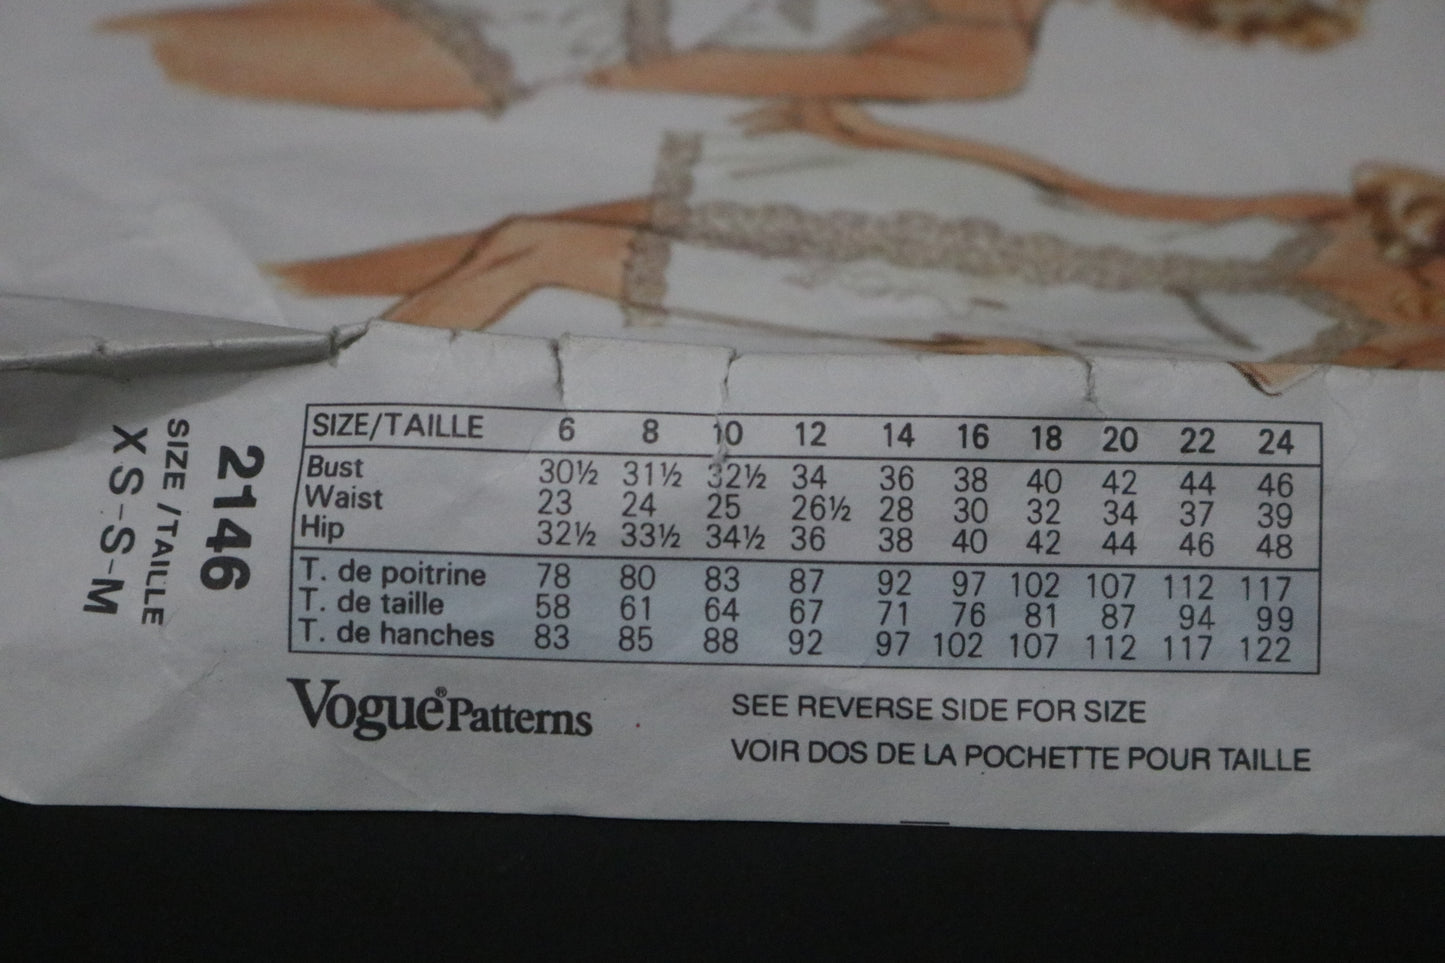 SIZE/TAILLE 6 8 10 12 14 16 18 20 22 24
Bust 30½ 31½ 32½ 34 36 38 40 42 44 46
Waist 23 24 25 26½ 28 30 32 34 37 39
Hip 32½ 33½ 34½ 36 38 40 42 44 46 48
T. de poitrine 78 80 83 87 92 97 102 107 112 117
T. de taille 58 61 64 67 71 76 81 87 94 99
T. de hanches 83 85 88 92 97 102 107 112 117 122
Vogue® Patterns
SEE REVERSE SIDE FOR SIZE
VOIR DOS DE LA POCHETTE POUR TAILLE
2146
SIZE / TAILLE
XS-S-M